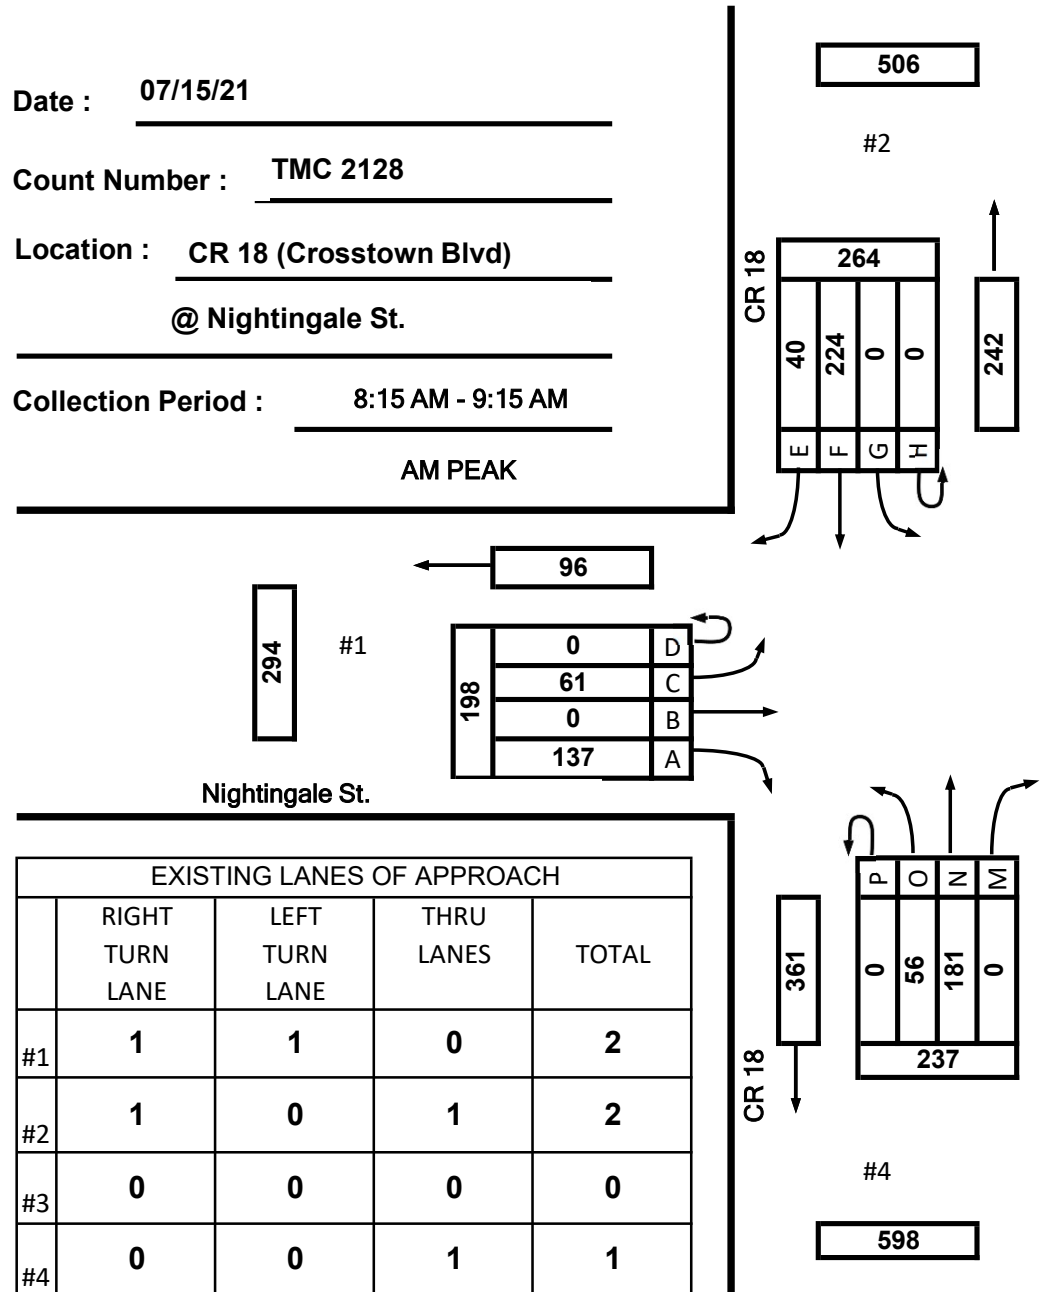 Date : 07/15/21
Count Number : TMC 2128
Location : CR 18 (Crosstown Blvd)
@ Nightingale St.
Collection Period : 8:15 AM - 9:15 AM
AM PEAK
506
#2
CR 18
264
40 224 0 0
E F G H
242
96
294
#1
198
0 D
61 C
0 B
137 A
Nightingale St.
P O N M
0 56 181 0
237
361
CR 18
#4
598
EXISTING LANES OF APPROACH
RIGHT TURN LANE LEFT TURN LANE THRU LANES TOTAL
#1 1 1 0 2
#2 1 0 1 2
#3 0 0 0 0
#4 0 0 1 1